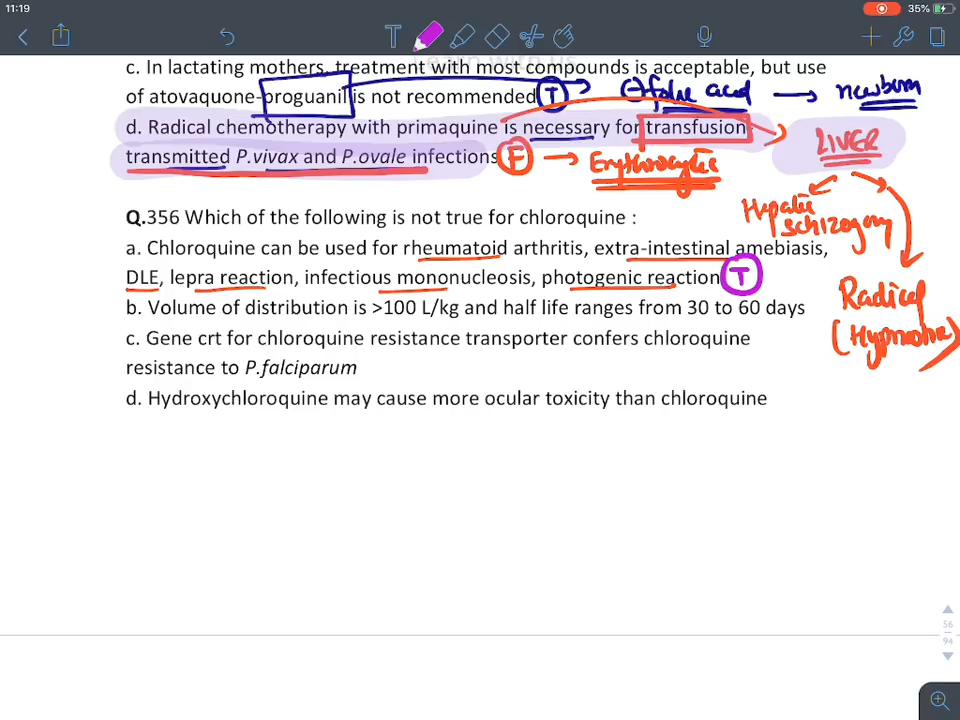 11:19
35%
T
Learn with us
c. In lactating mothers, treatment with most compounds is acceptable, but use
of atovaquone-proguanil is not recommended T → ⊖ folic acid → newborn
d. Radical chemotherapy with primaquine is necessary for transfusion LIVER
transmitted P.vivax and P.ovale infections F → Erythrocytes
Hepatic
schizogony
Q.356 Which of the following is not true for chloroquine :
a. Chloroquine can be used for rheumatoid arthritis, extra-intestinal amebiasis,
DLE, lepra reaction, infectious mononucleosis, photogenic reaction T
Radical
b. Volume of distribution is >100 L/kg and half life ranges from 30 to 60 days
c. Gene crt for chloroquine resistance transporter confers chloroquine
resistance to P.falciparum
d. Hydroxychloroquine may cause more ocular toxicity than chloroquine
56
94